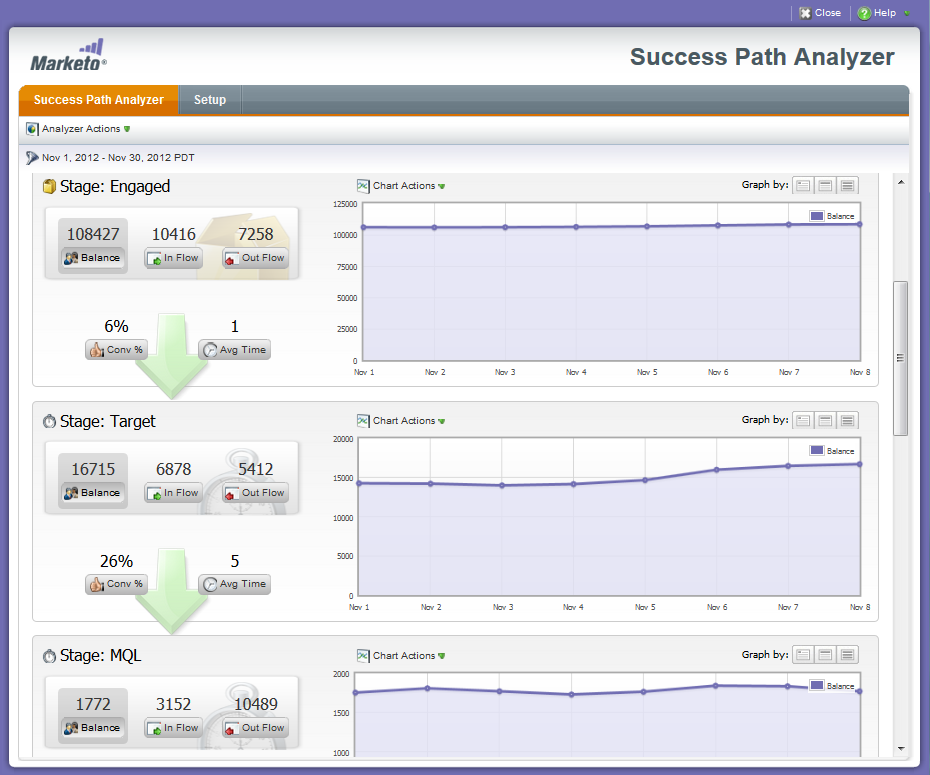 Close Help
Marketo®
Success Path Analyzer
Success Path Analyzer Setup
Analyzer Actions
Nov 1, 2012 - Nov 30, 2012 PDT
Stage: Engaged
108427 10416 7258
Balance In Flow Out Flow
6% 1
Conv % Avg Time
Chart Actions Graph by:
Balance
125000
100000
75000
50000
25000
0
Nov 1 Nov 2 Nov 3 Nov 4 Nov 5 Nov 6 Nov 7 Nov 8
Stage: Target
16715 6878 5412
Balance In Flow Out Flow
26% 5
Conv % Avg Time
Chart Actions Graph by:
Balance
20000
15000
10000
5000
0
Nov 1 Nov 2 Nov 3 Nov 4 Nov 5 Nov 6 Nov 7 Nov 8
Stage: MQL
1772 3152 10489
Balance In Flow Out Flow
Chart Actions Graph by:
Balance
2000
1500
1000